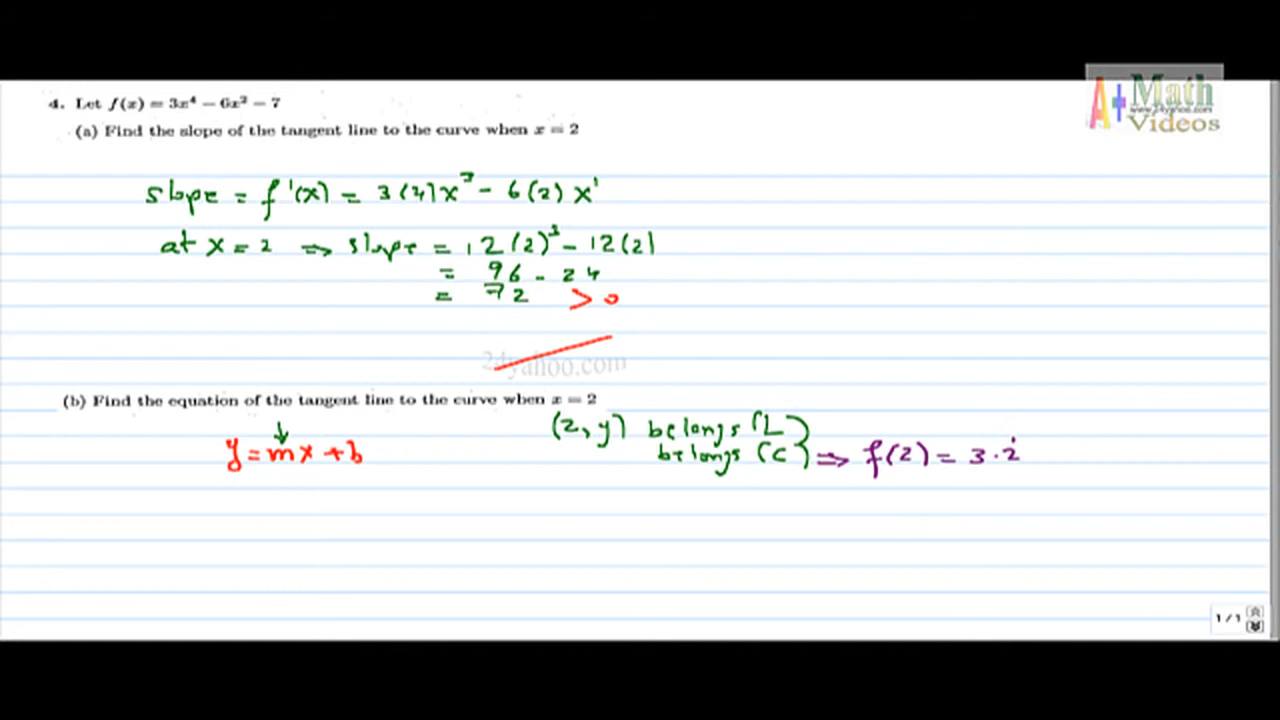 A+ Math
Videos
4. Let f(x) = 3x⁴ − 6x² − 7
(a) Find the slope of the tangent line to the curve when x = 2
slope = f'(x) = 3(4)x³ - 6(2)x¹
at x = 2 ⇒ slope = 12(2)³ - 12(2)
= 96 - 24
= 72 > 0
24yahoo.com
(b) Find the equation of the tangent line to the curve when x = 2
(2, y) belongs (L)
y = mx + b
belongs (C) ⇒ f(2) = 3·2
1 / 1